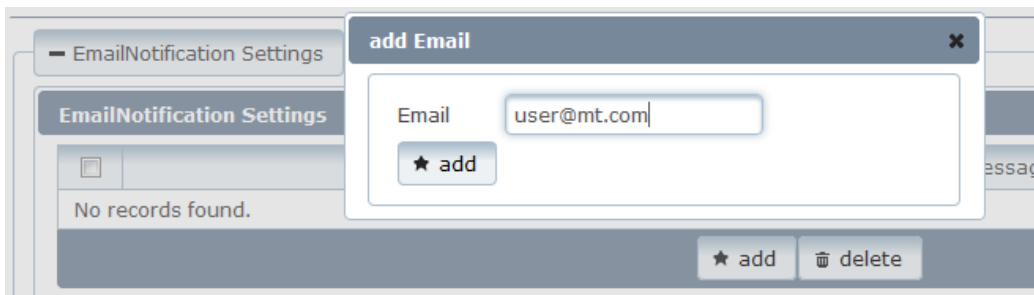 EmailNotification Settings
add Email
EmailNotification Settings
Email user@mt.com
add
No records found.
add delete